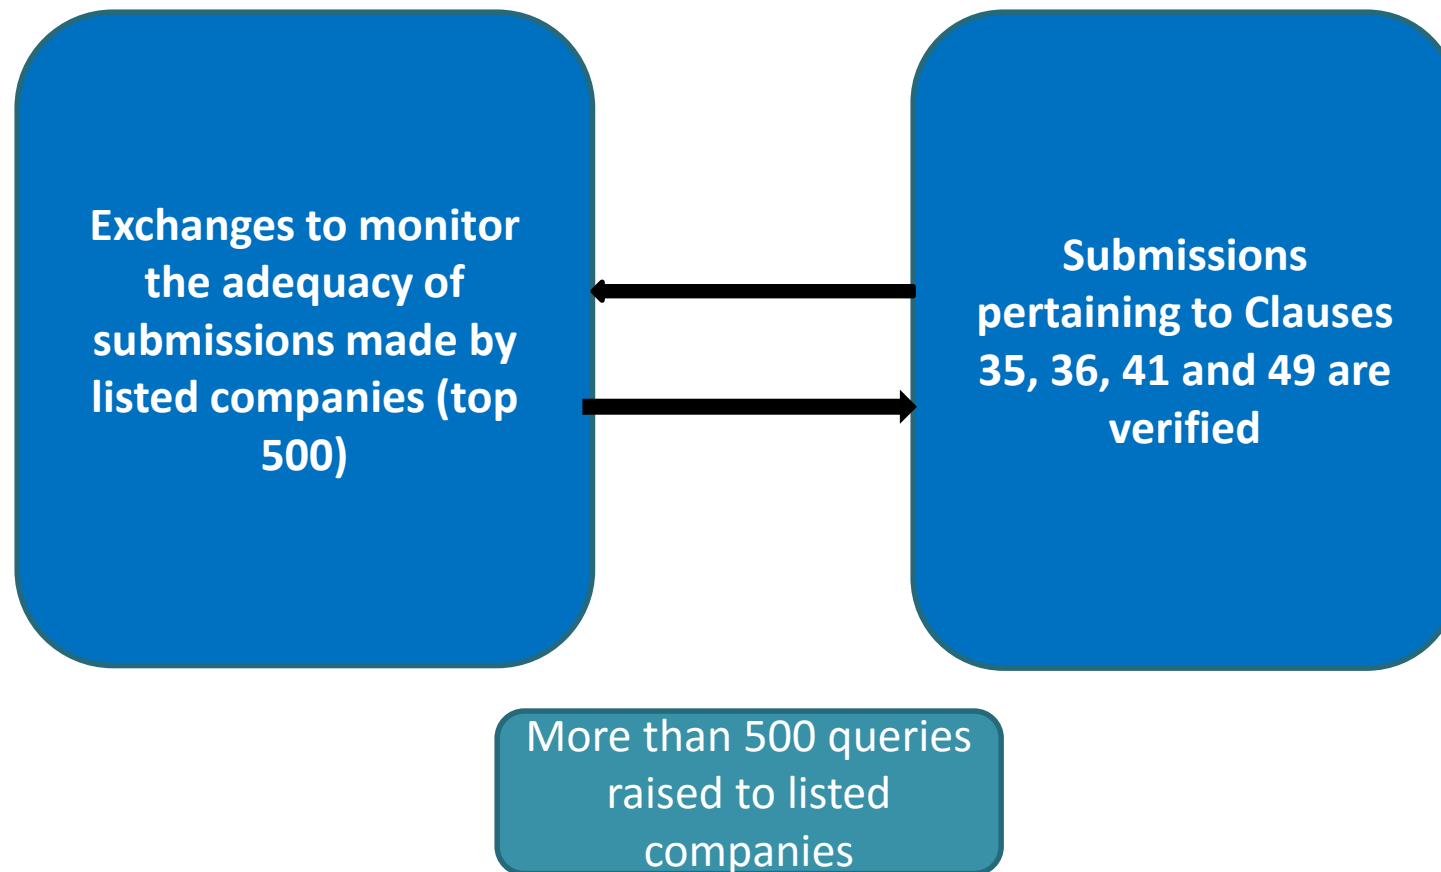 Exchanges to monitor
the adequacy of
submissions made by
listed companies (top
500)
Submissions
pertaining to Clauses
35, 36, 41 and 49 are
verified
More than 500 queries
raised to listed
companies